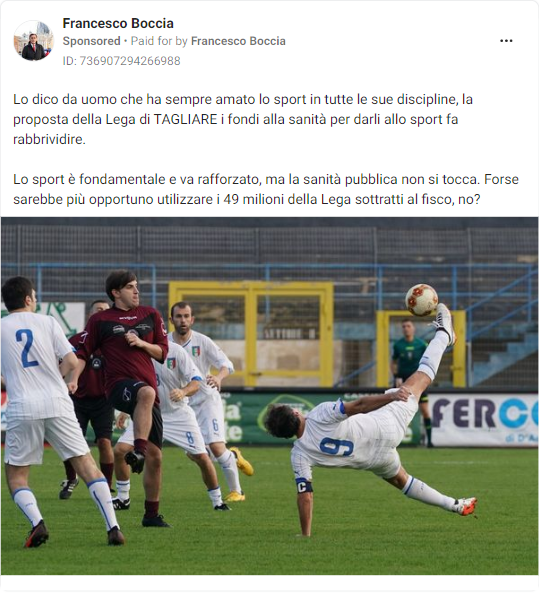 Francesco Boccia
Sponsored • Paid for by Francesco Boccia
ID: 736907294266988
Lo dico da uomo che ha sempre amato lo sport in tutte le sue discipline, la
proposta della Lega di TAGLIARE i fondi alla sanità per darli allo sport fa
rabbrividire.
Lo sport è fondamentale e va rafforzato, ma la sanità pubblica non si tocca. Forse
sarebbe più opportuno utilizzare i 49 milioni della Lega sottratti al fisco, no?
SETTORE
2
8
6
9
FERCO